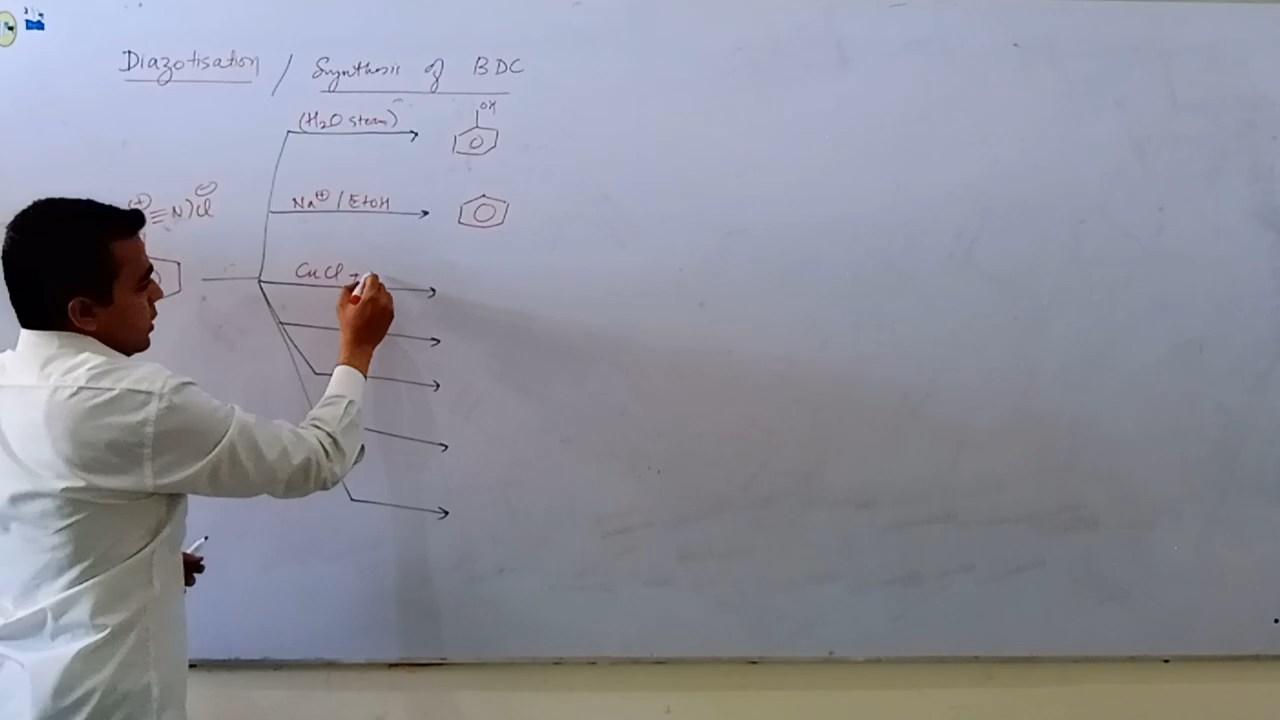 Diazotisation / Synthesis of BDC
(H2O steam)
OH
⊕≡N)Cl⊖
Na⊕ / EtOH
CuCl +